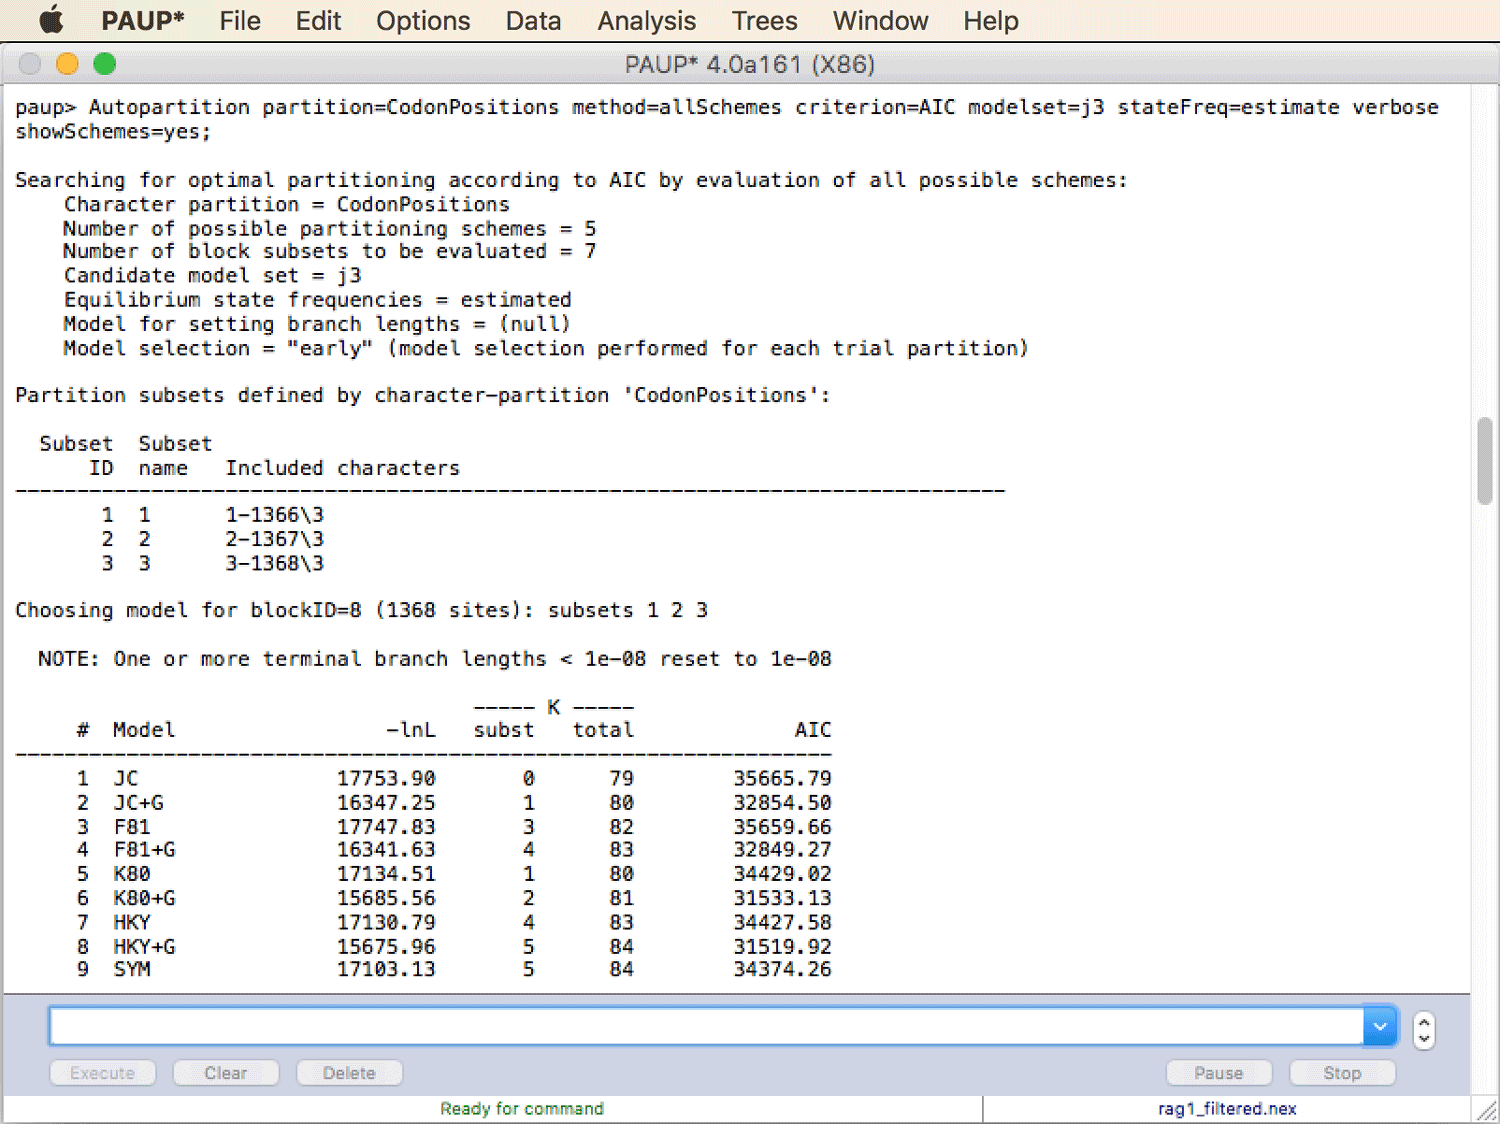 PAUP* File Edit Options Data Analysis Trees Window Help
PAUP* 4.0a161 (X86)
paup> Autopartition partition=CodonPositions method=allSchemes criterion=AIC modelset=j3 stateFreq=estimate verbose
showSchemes=yes;
Searching for optimal partitioning according to AIC by evaluation of all possible schemes:
Character partition = CodonPositions
Number of possible partitioning schemes = 5
Number of block subsets to be evaluated = 7
Candidate model set = j3
Equilibrium state frequencies = estimated
Model for setting branch lengths = (null)
Model selection = "early" (model selection performed for each trial partition)
Partition subsets defined by character-partition 'CodonPositions':
Subset Subset
ID name Included characters
1 1 1-1366\3
2 2 2-1367\3
3 3 3-1368\3
Choosing model for blockID=8 (1368 sites): subsets 1 2 3
NOTE: One or more terminal branch lengths < 1e-08 reset to 1e-08
----- K -----
# Model -lnL subst total AIC
1 JC 17753.90 0 79 35665.79
2 JC+G 16347.25 1 80 32854.50
3 F81 17747.83 3 82 35659.66
4 F81+G 16341.63 4 83 32849.27
5 K80 17134.51 1 80 34429.02
6 K80+G 15685.56 2 81 31533.13
7 HKY 17130.79 4 83 34427.58
8 HKY+G 15675.96 5 84 31519.92
9 SYM 17103.13 5 84 34374.26
Execute Clear Delete Pause Stop
Ready for command rag1_filtered.nex